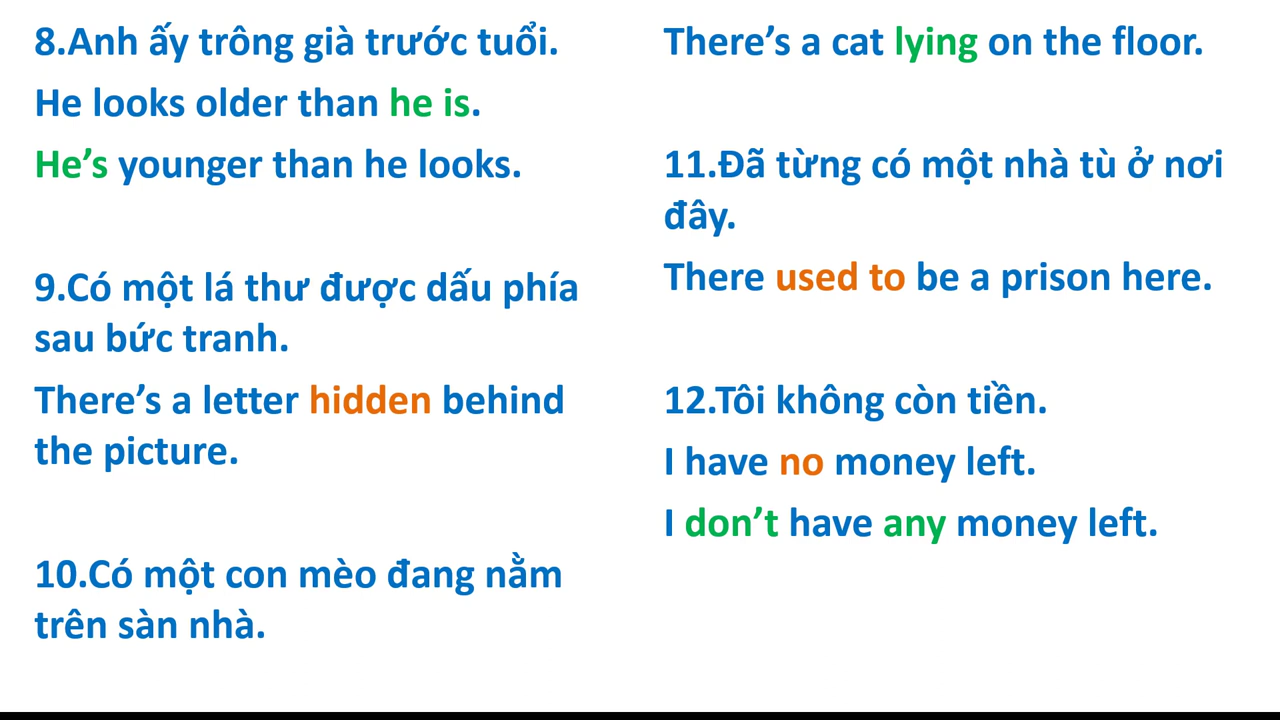 8.Anh ấy trông già trước tuổi.
He looks older than he is.
He’s younger than he looks.
9.Có một lá thư được dấu phía
sau bức tranh.
There’s a letter hidden behind
the picture.
10.Có một con mèo đang nằm
trên sàn nhà.
There’s a cat lying on the floor.
11.Đã từng có một nhà tù ở nơi
đây.
There used to be a prison here.
12.Tôi không còn tiền.
I have no money left.
I don’t have any money left.